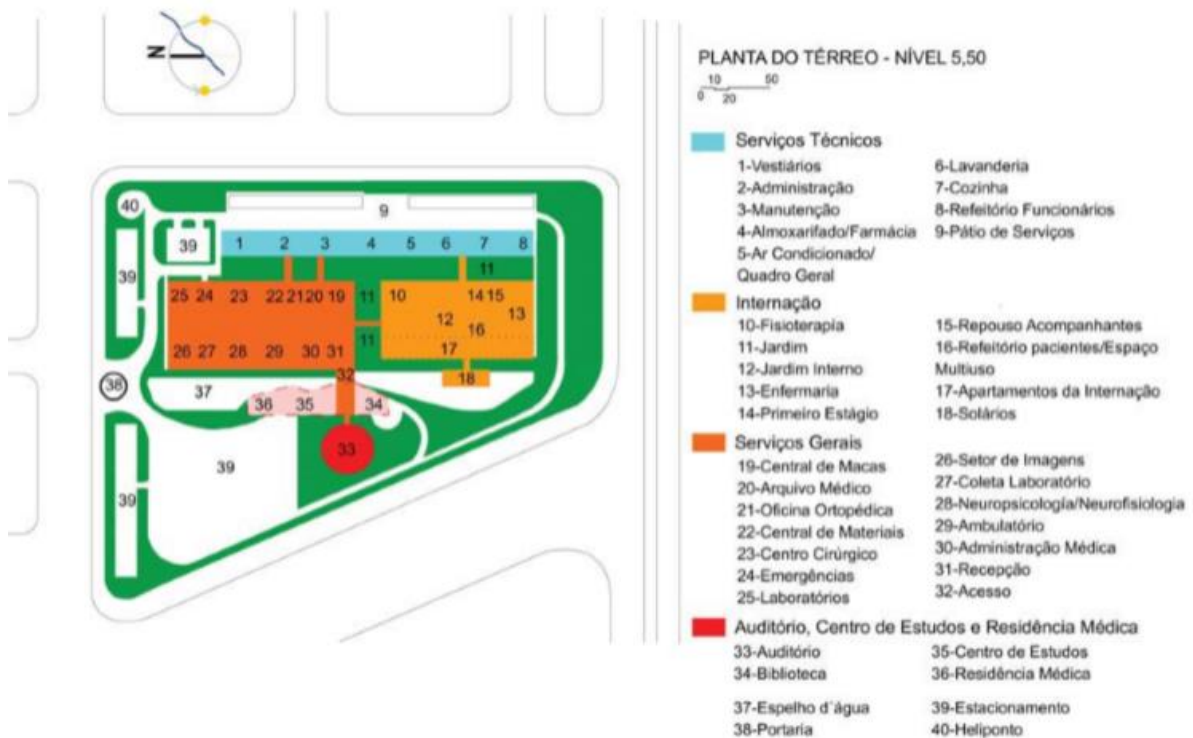 N
40
9
39
1 2 3 4 5 6 7 8
39
11
25 24 23 22 21 20 19 11 10 14 15
13
12 16
11
26 27 28 29 30 31 17
38
37
32
18
36 35 34
33
39
39
PLANTA DO TÉRREO - NÍVEL 5,50
10 50
0 20
Serviços Técnicos
1-Vestiários
2-Administração
3-Manutenção
4-Almoxarifado/Farmácia
5-Ar Condicionado/
Quadro Geral
6-Lavanderia
7-Cozinha
8-Refeitório Funcionários
9-Pátio de Serviços
Internação
10-Fisioterapia
11-Jardim
12-Jardim Interno
13-Enfermaria
14-Primeiro Estágio
15-Repouso Acompanhantes
16-Refeitório pacientes/Espaço
Multiuso
17-Apartamentos da Internação
18-Solários
Serviços Gerais
19-Central de Macas
20-Arquivo Médico
21-Oficina Ortopédica
22-Central de Materiais
23-Centro Cirúrgico
24-Emergências
25-Laboratórios
26-Setor de Imagens
27-Coleta Laboratório
28-Neuropsicologia/Neurofisiologia
29-Ambulatório
30-Administração Médica
31-Recepção
32-Acesso
Auditório, Centro de Estudos e Residência Médica
33-Auditório
34-Biblioteca
35-Centro de Estudos
36-Residência Médica
37-Espelho d´água
38-Portaria
39-Estacionamento
40-Heliponto